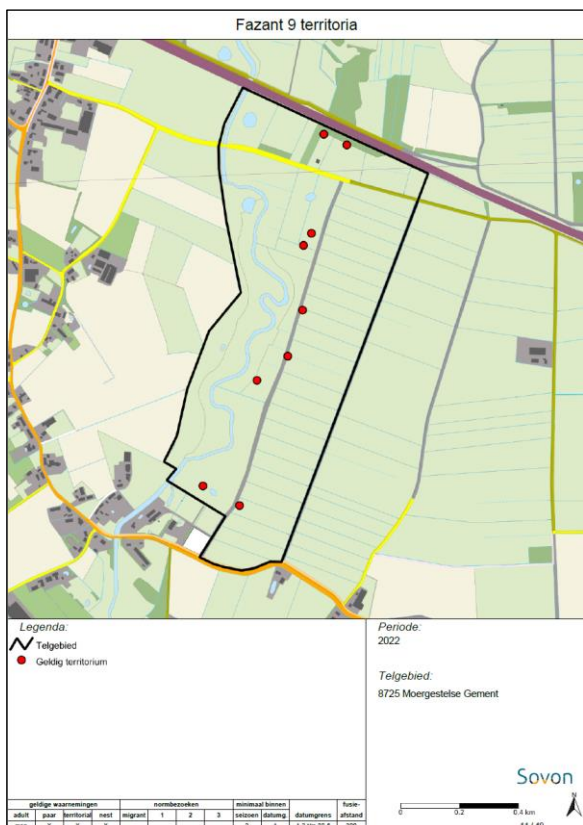 Fazant 9 territoria
Legenda:
Telgebied
Geldig territorium
Periode:
2022
Telgebied:
8725 Moergestelse Gement
Sovon
0 0,2 0,4 km
geldige waarnemingen normbezoeken minimaal binnen fusie-
adult paar territorial nest migrant 1 2 3 seizoen datumg. datumgrens afstand